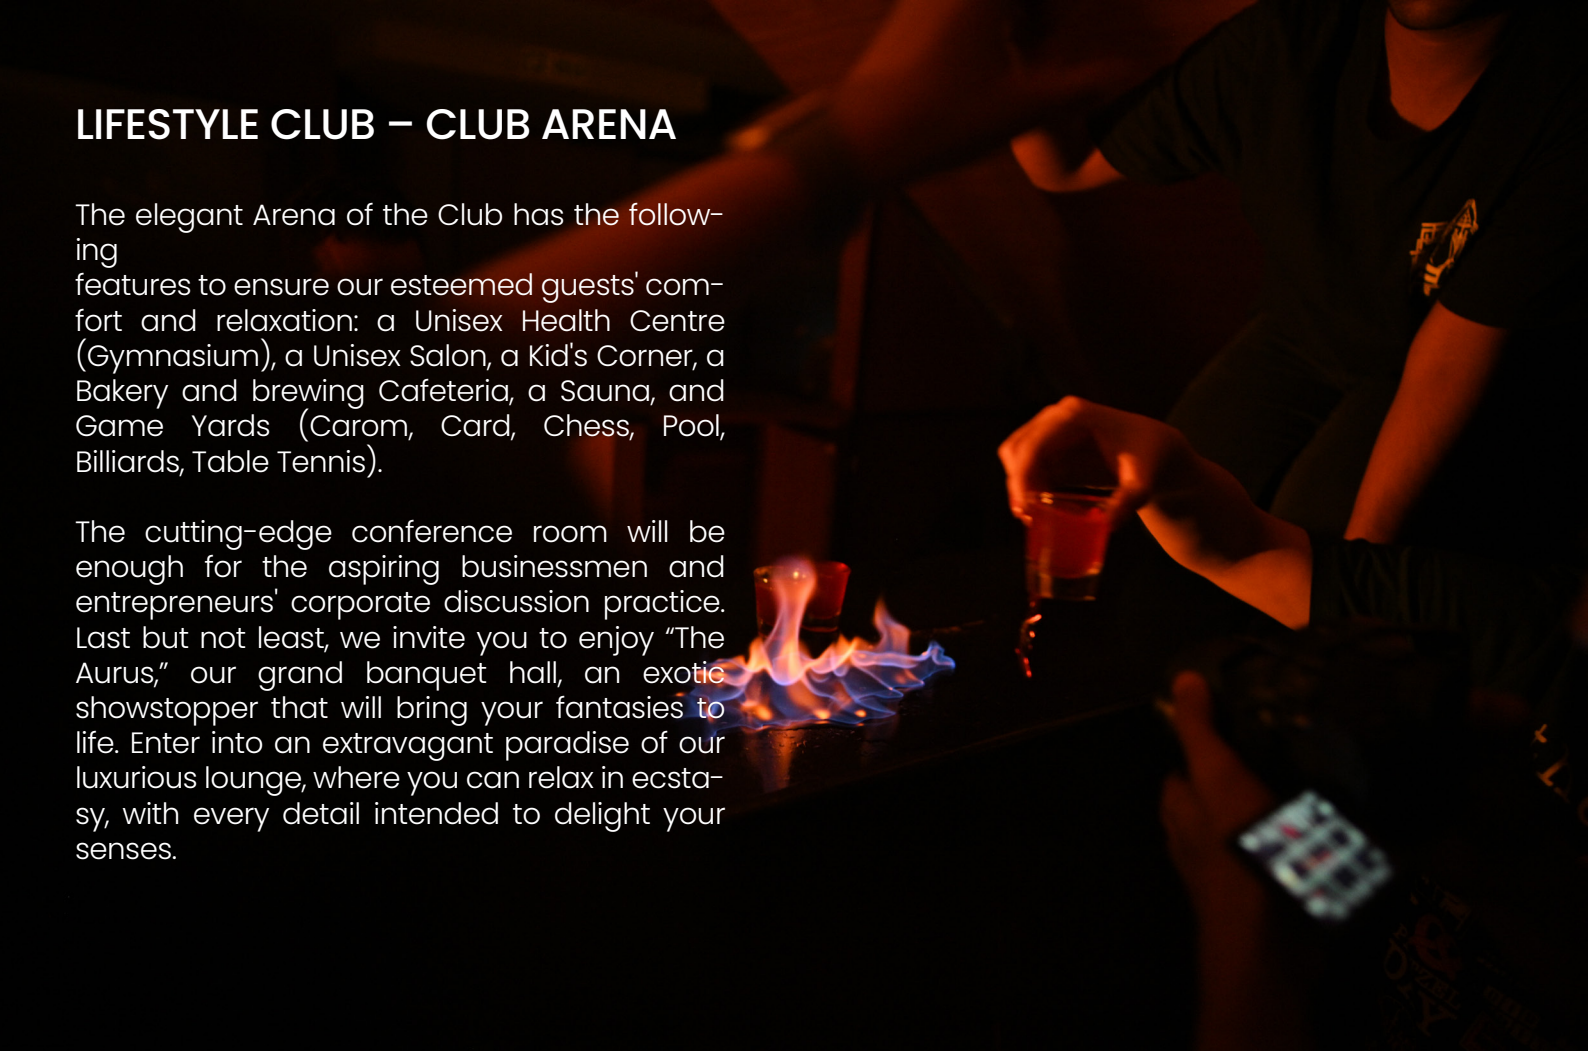 LIFESTYLE CLUB – CLUB ARENA
The elegant Arena of the Club has the follow-
ing
features to ensure our esteemed guests' com-
fort and relaxation: a Unisex Health Centre
(Gymnasium), a Unisex Salon, a Kid's Corner, a
Bakery and brewing Cafeteria, a Sauna, and
Game Yards (Carom, Card, Chess, Pool,
Billiards, Table Tennis).
The cutting-edge conference room will be
enough for the aspiring businessmen and
entrepreneurs' corporate discussion practice.
Last but not least, we invite you to enjoy “The
Aurus,” our grand banquet hall, an exotic
showstopper that will bring your fantasies to
life. Enter into an extravagant paradise of our
luxurious lounge, where you can relax in ecsta-
sy, with every detail intended to delight your
senses.